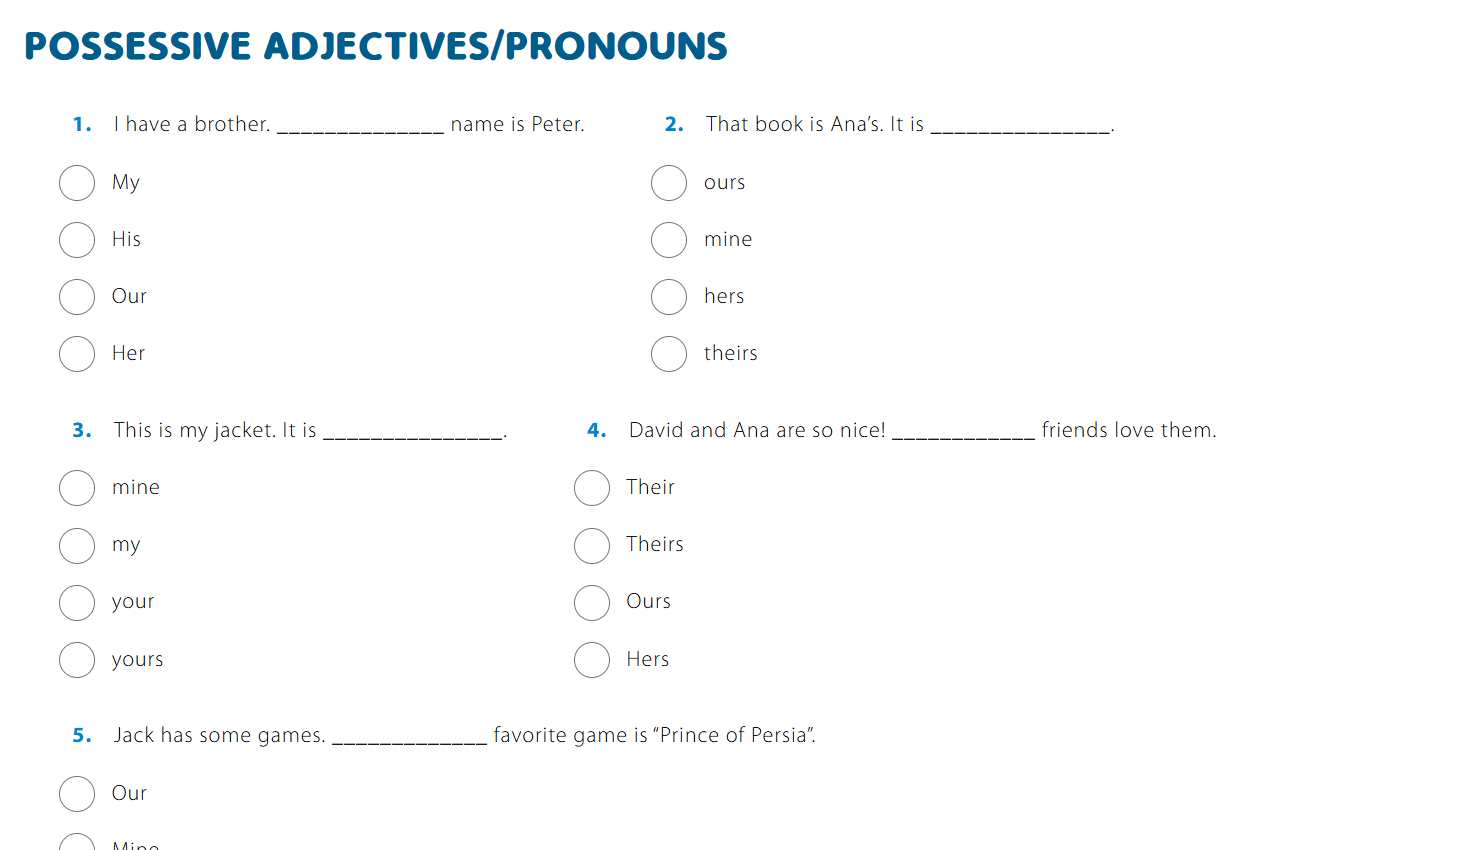 POSSESSIVE ADJECTIVES/PRONOUNS
1. I have a brother. ______________ name is Peter.
My
His
Our
Her
2. That book is Ana’s. It is _______________.
ours
mine
hers
theirs
3. This is my jacket. It is _______________.
mine
my
your
yours
4. David and Ana are so nice! ____________ friends love them.
Their
Theirs
Ours
Hers
5. Jack has some games. _____________ favorite game is “Prince of Persia”.
Our
Mine